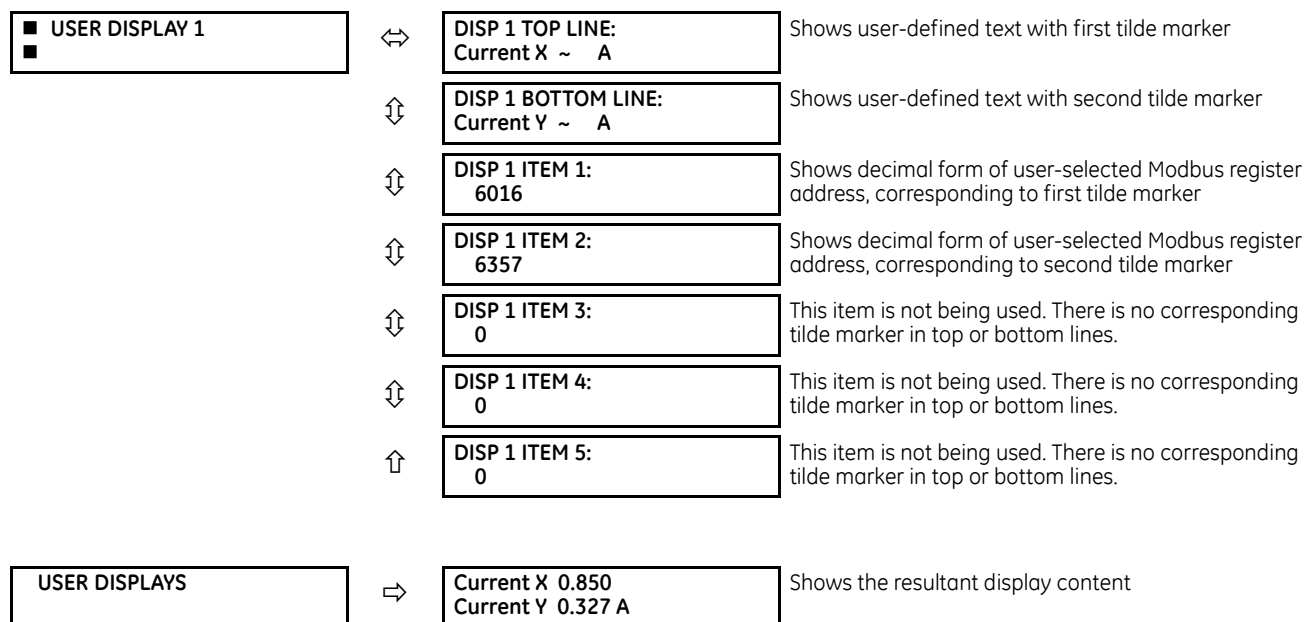 ■ USER DISPLAY 1
■
DISP 1 TOP LINE:
Current X ~ A
Shows user-defined text with first tilde marker
DISP 1 BOTTOM LINE:
Current Y ~ A
Shows user-defined text with second tilde marker
DISP 1 ITEM 1:
6016
Shows decimal form of user-selected Modbus register
address, corresponding to first tilde marker
DISP 1 ITEM 2:
6357
Shows decimal form of user-selected Modbus register
address, corresponding to second tilde marker
DISP 1 ITEM 3:
0
This item is not being used. There is no corresponding
tilde marker in top or bottom lines.
DISP 1 ITEM 4:
0
This item is not being used. There is no corresponding
tilde marker in top or bottom lines.
DISP 1 ITEM 5:
0
This item is not being used. There is no corresponding
tilde marker in top or bottom lines.
USER DISPLAYS
Current X 0.850
Current Y 0.327 A
Shows the resultant display content